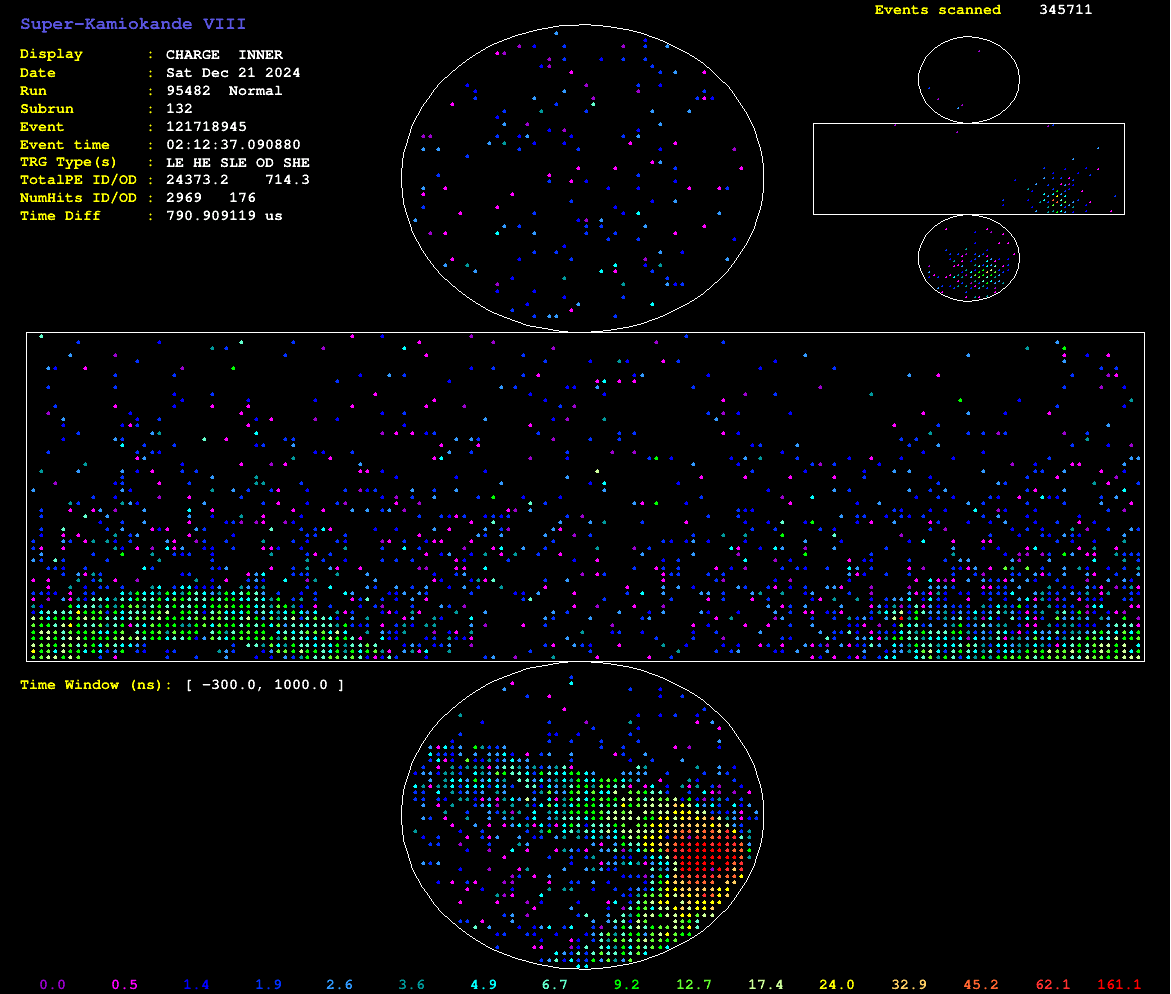 Super-Kamiokande VIII
Events scanned 345711
Display : CHARGE INNER
Date : Sat Dec 21 2024
Run : 95482 Normal
Subrun : 132
Event : 121718945
Event time : 02:12:37.090880
TRG Type(s) : LE HE SLE OD SHE
TotalPE ID/OD : 24373.2 714.3
NumHits ID/OD : 2969 176
Time Diff : 790.909119 us
Time Window (ns): [ -300.0, 1000.0 ]
0.0 0.5 1.4 1.9 2.6 3.6 4.9 6.7 9.2 12.7 17.4 24.0 32.9 45.2 62.1 161.1